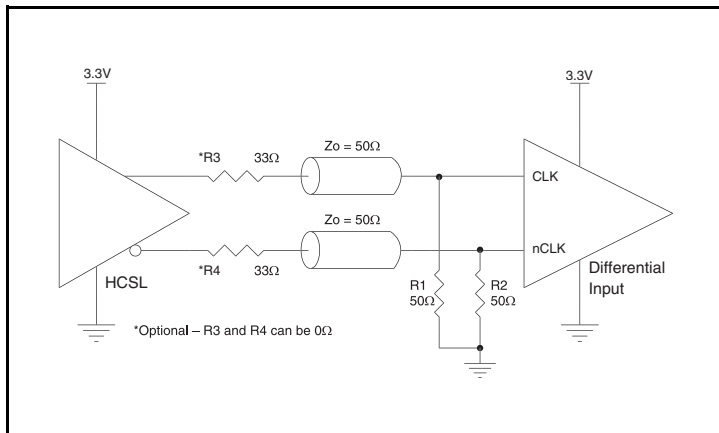 3.3V
3.3V
*R3 33Ω
Zo = 50Ω
CLK
Zo = 50Ω
nCLK
*R4 33Ω
HCSL
Differential
Input
R1
50Ω
R2
50Ω
*Optional – R3 and R4 can be 0Ω